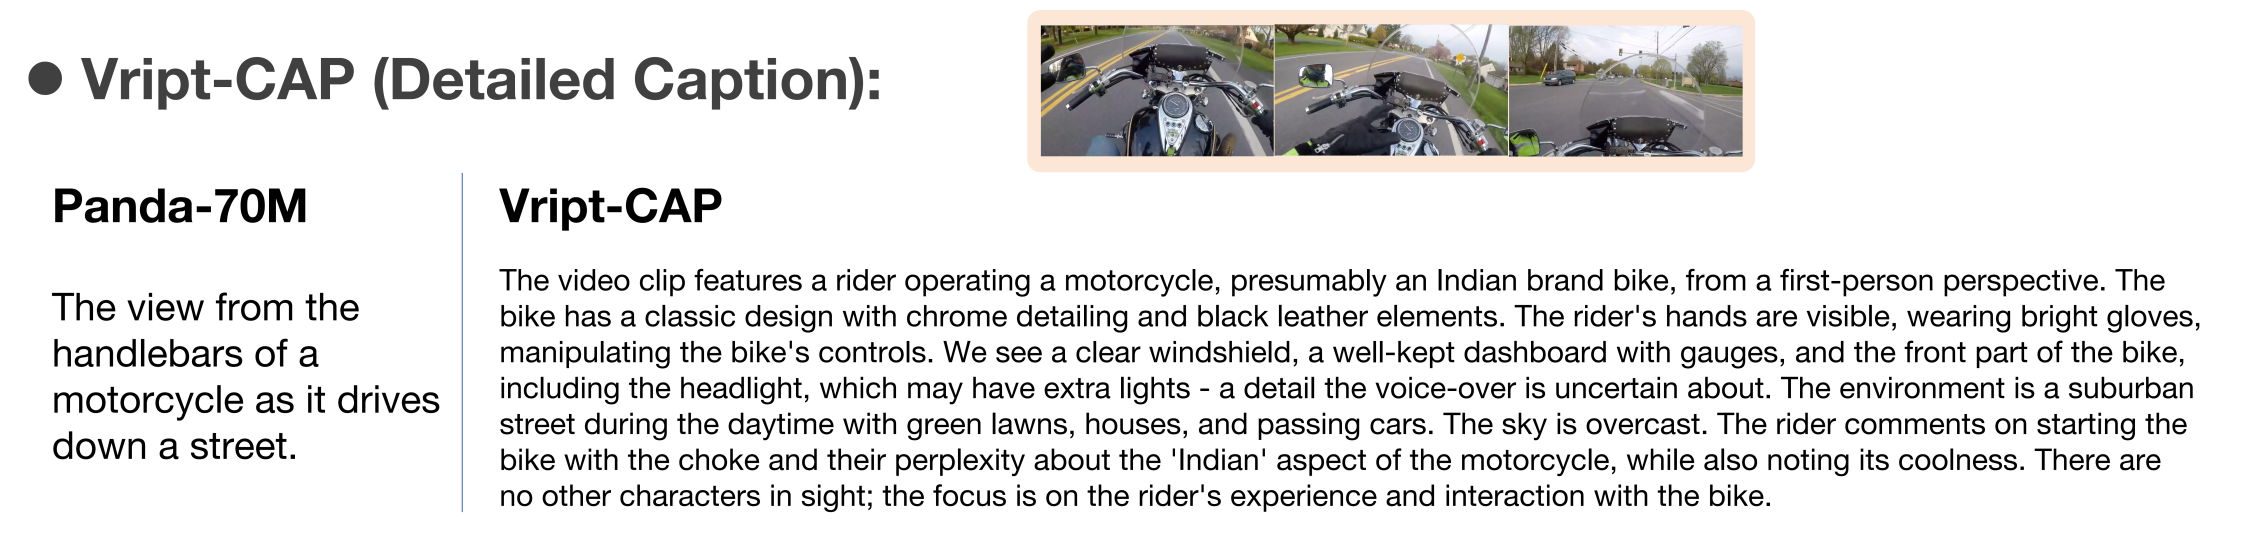 ● Vript-CAP (Detailed Caption):
Panda-70M
The view from the
handlebars of a
motorcycle as it drives
down a street.
Vript-CAP
The video clip features a rider operating a motorcycle, presumably an Indian brand bike, from a first-person perspective. The
bike has a classic design with chrome detailing and black leather elements. The rider's hands are visible, wearing bright gloves,
manipulating the bike's controls. We see a clear windshield, a well-kept dashboard with gauges, and the front part of the bike,
including the headlight, which may have extra lights - a detail the voice-over is uncertain about. The environment is a suburban
street during the daytime with green lawns, houses, and passing cars. The sky is overcast. The rider comments on starting the
bike with the choke and their perplexity about the 'Indian' aspect of the motorcycle, while also noting its coolness. There are
no other characters in sight; the focus is on the rider's experience and interaction with the bike.